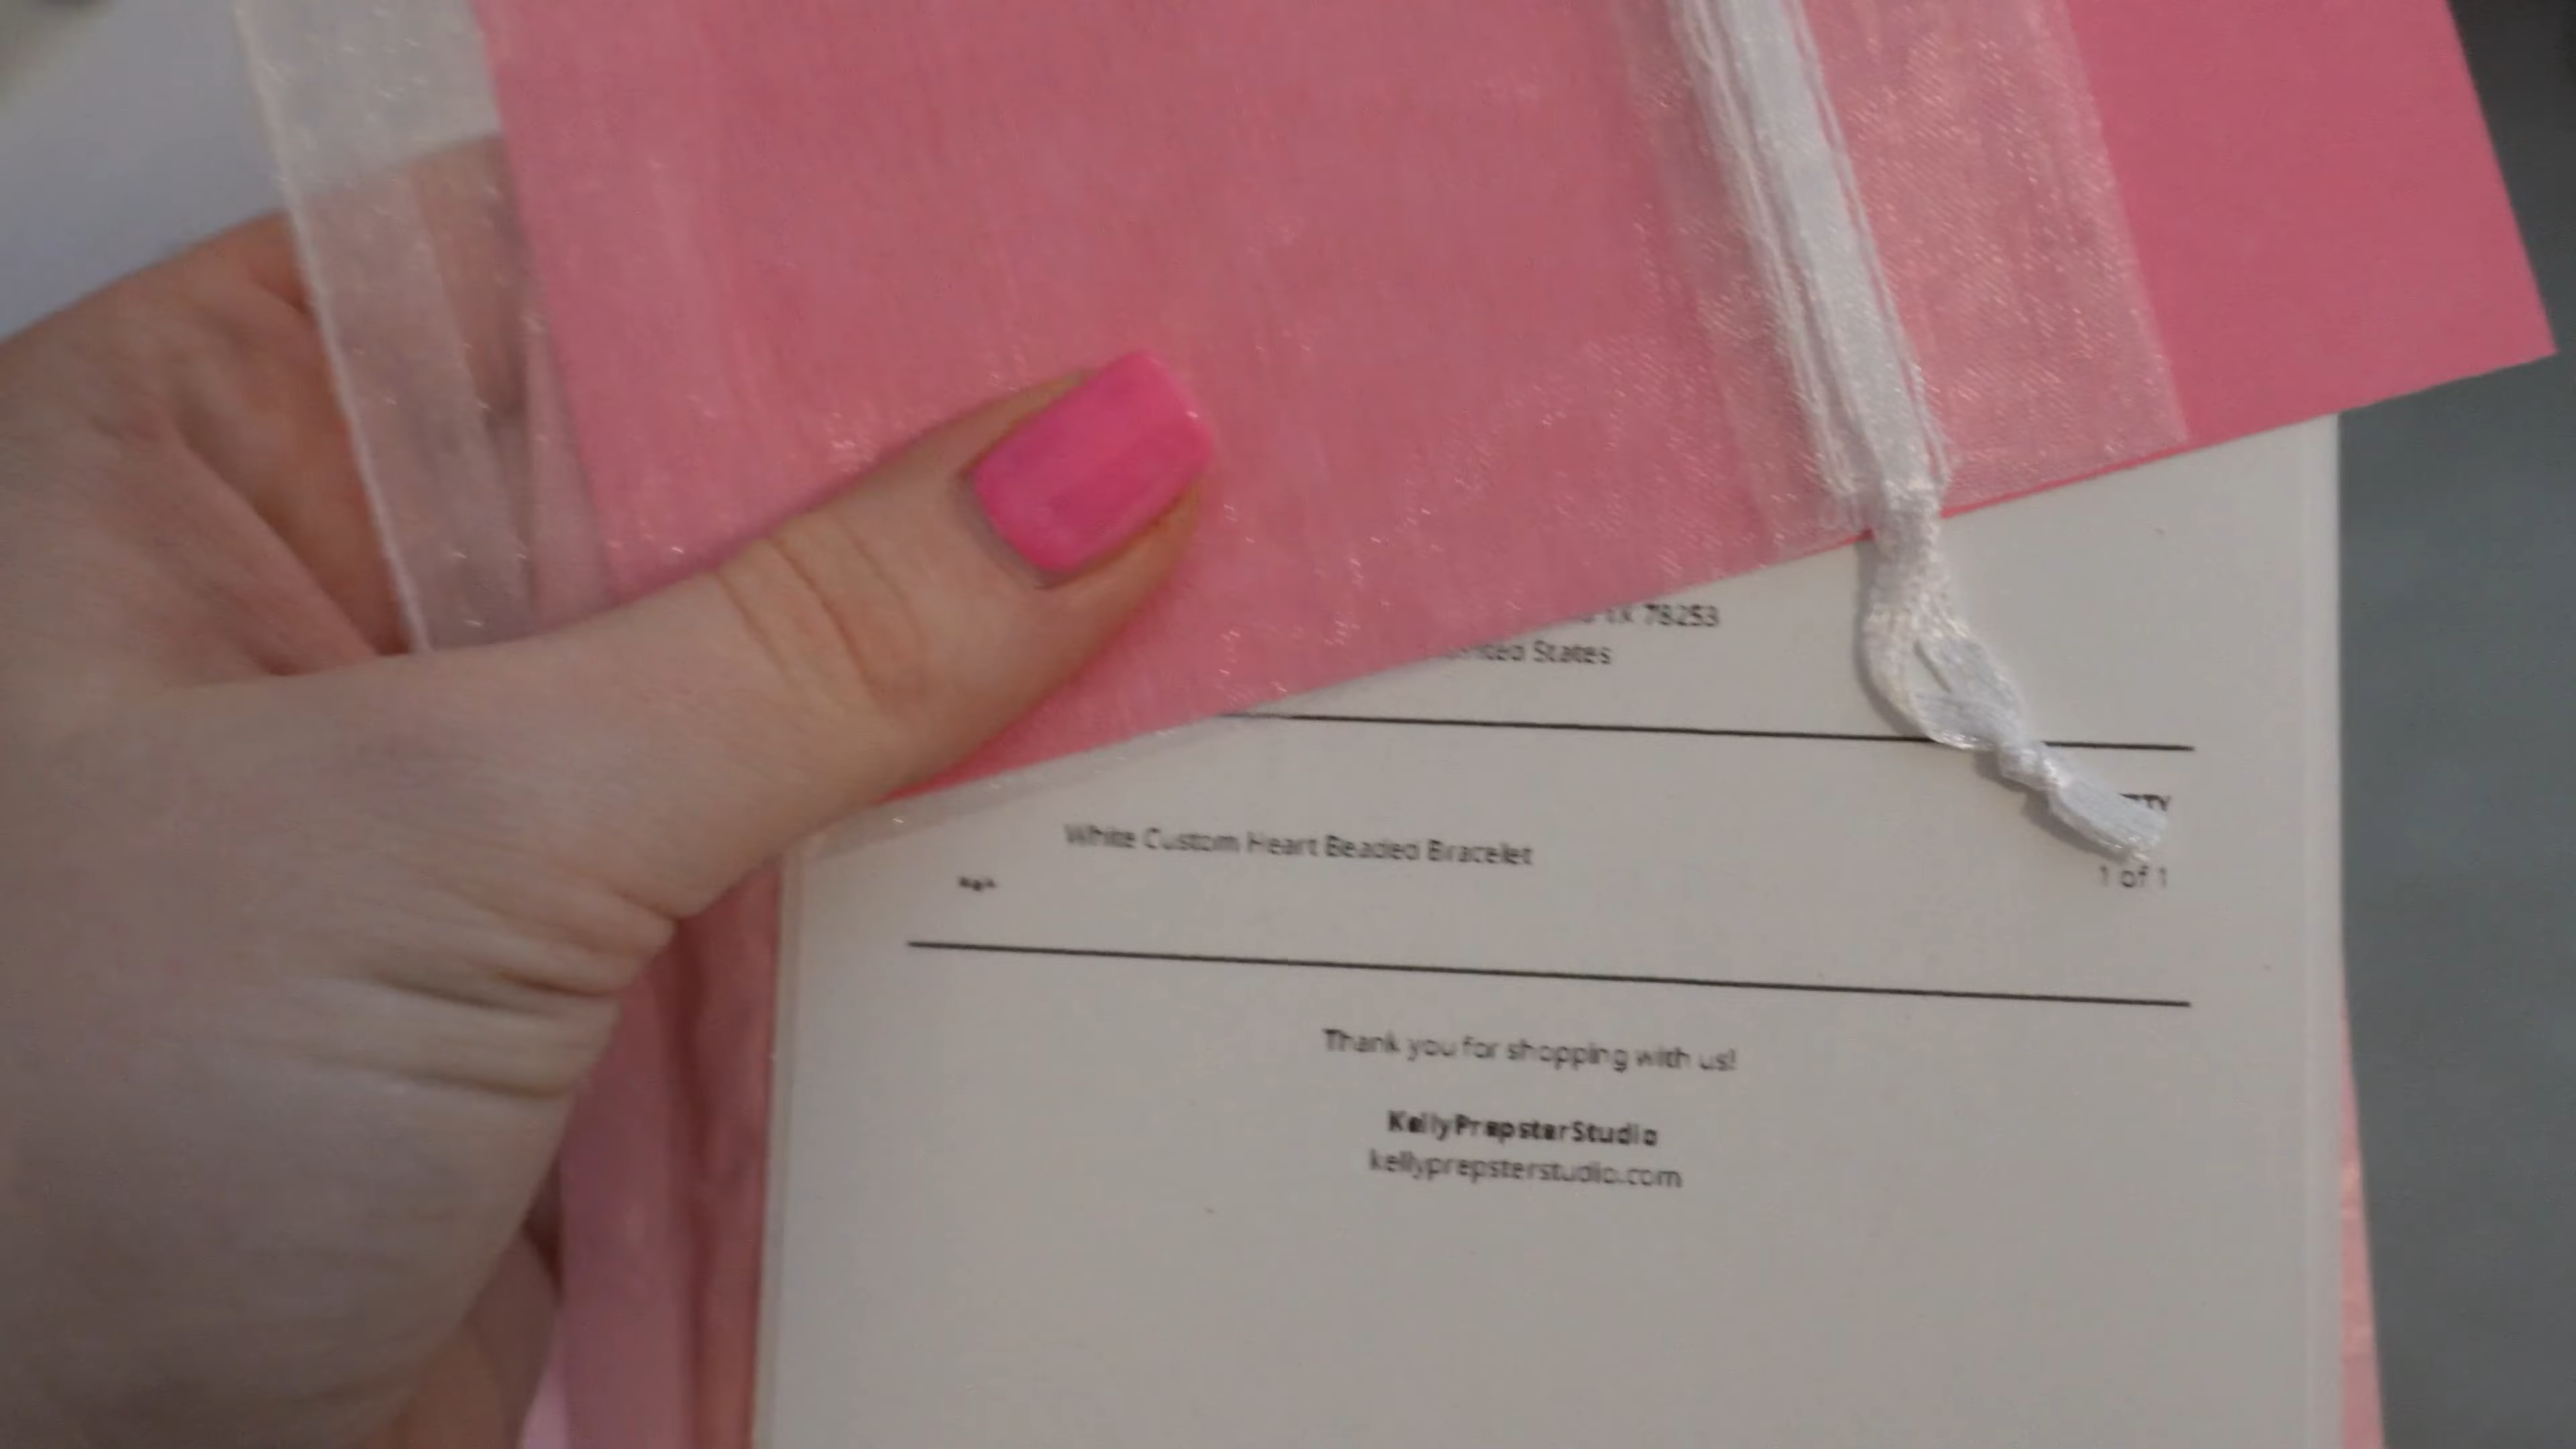 TX 78253
States
White Custom Heart Beaded Bracelet
1 of 1
Thank you for shopping with us!
KellyPrepsterStudio
kellyprepsterstudio.com